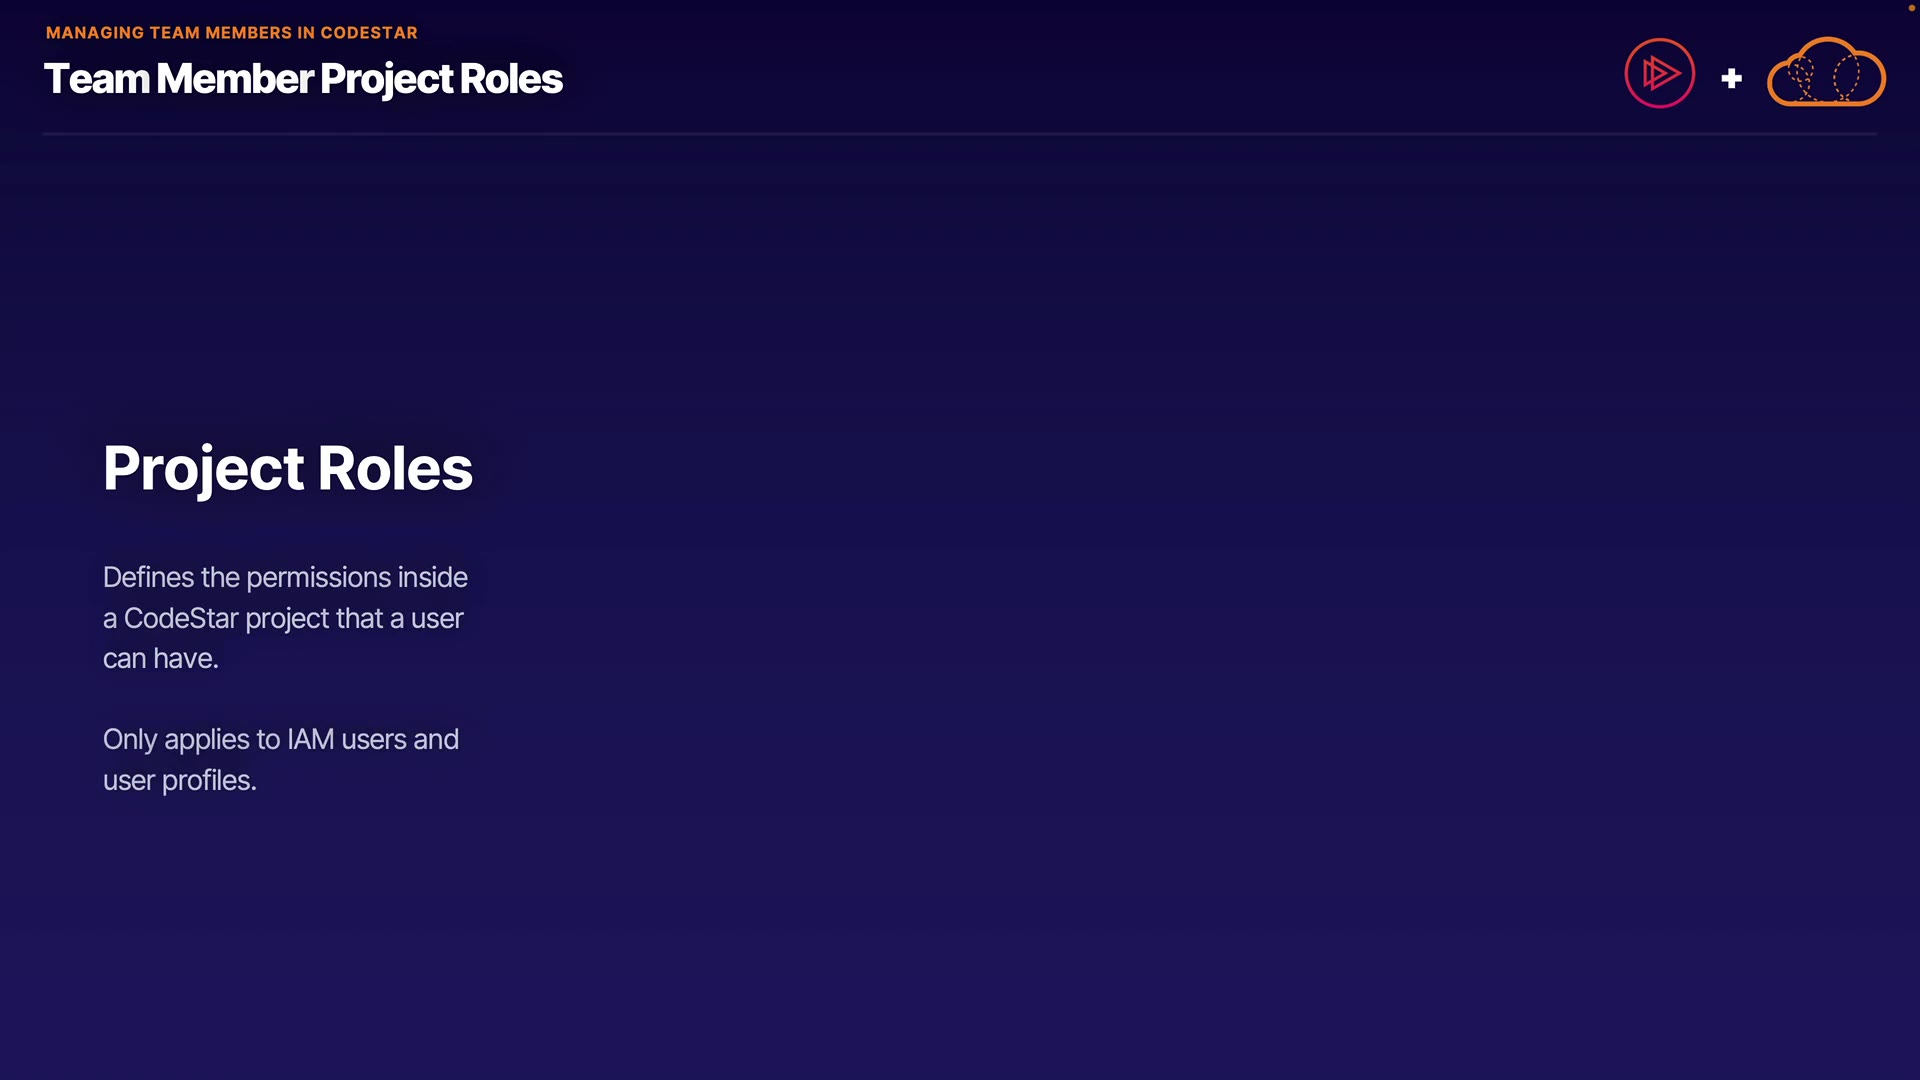 MANAGING TEAM MEMBERS IN CODESTAR
Team Member Project Roles
Project Roles
Defines the permissions inside
a CodeStar project that a user
can have.
Only applies to IAM users and
user profiles.